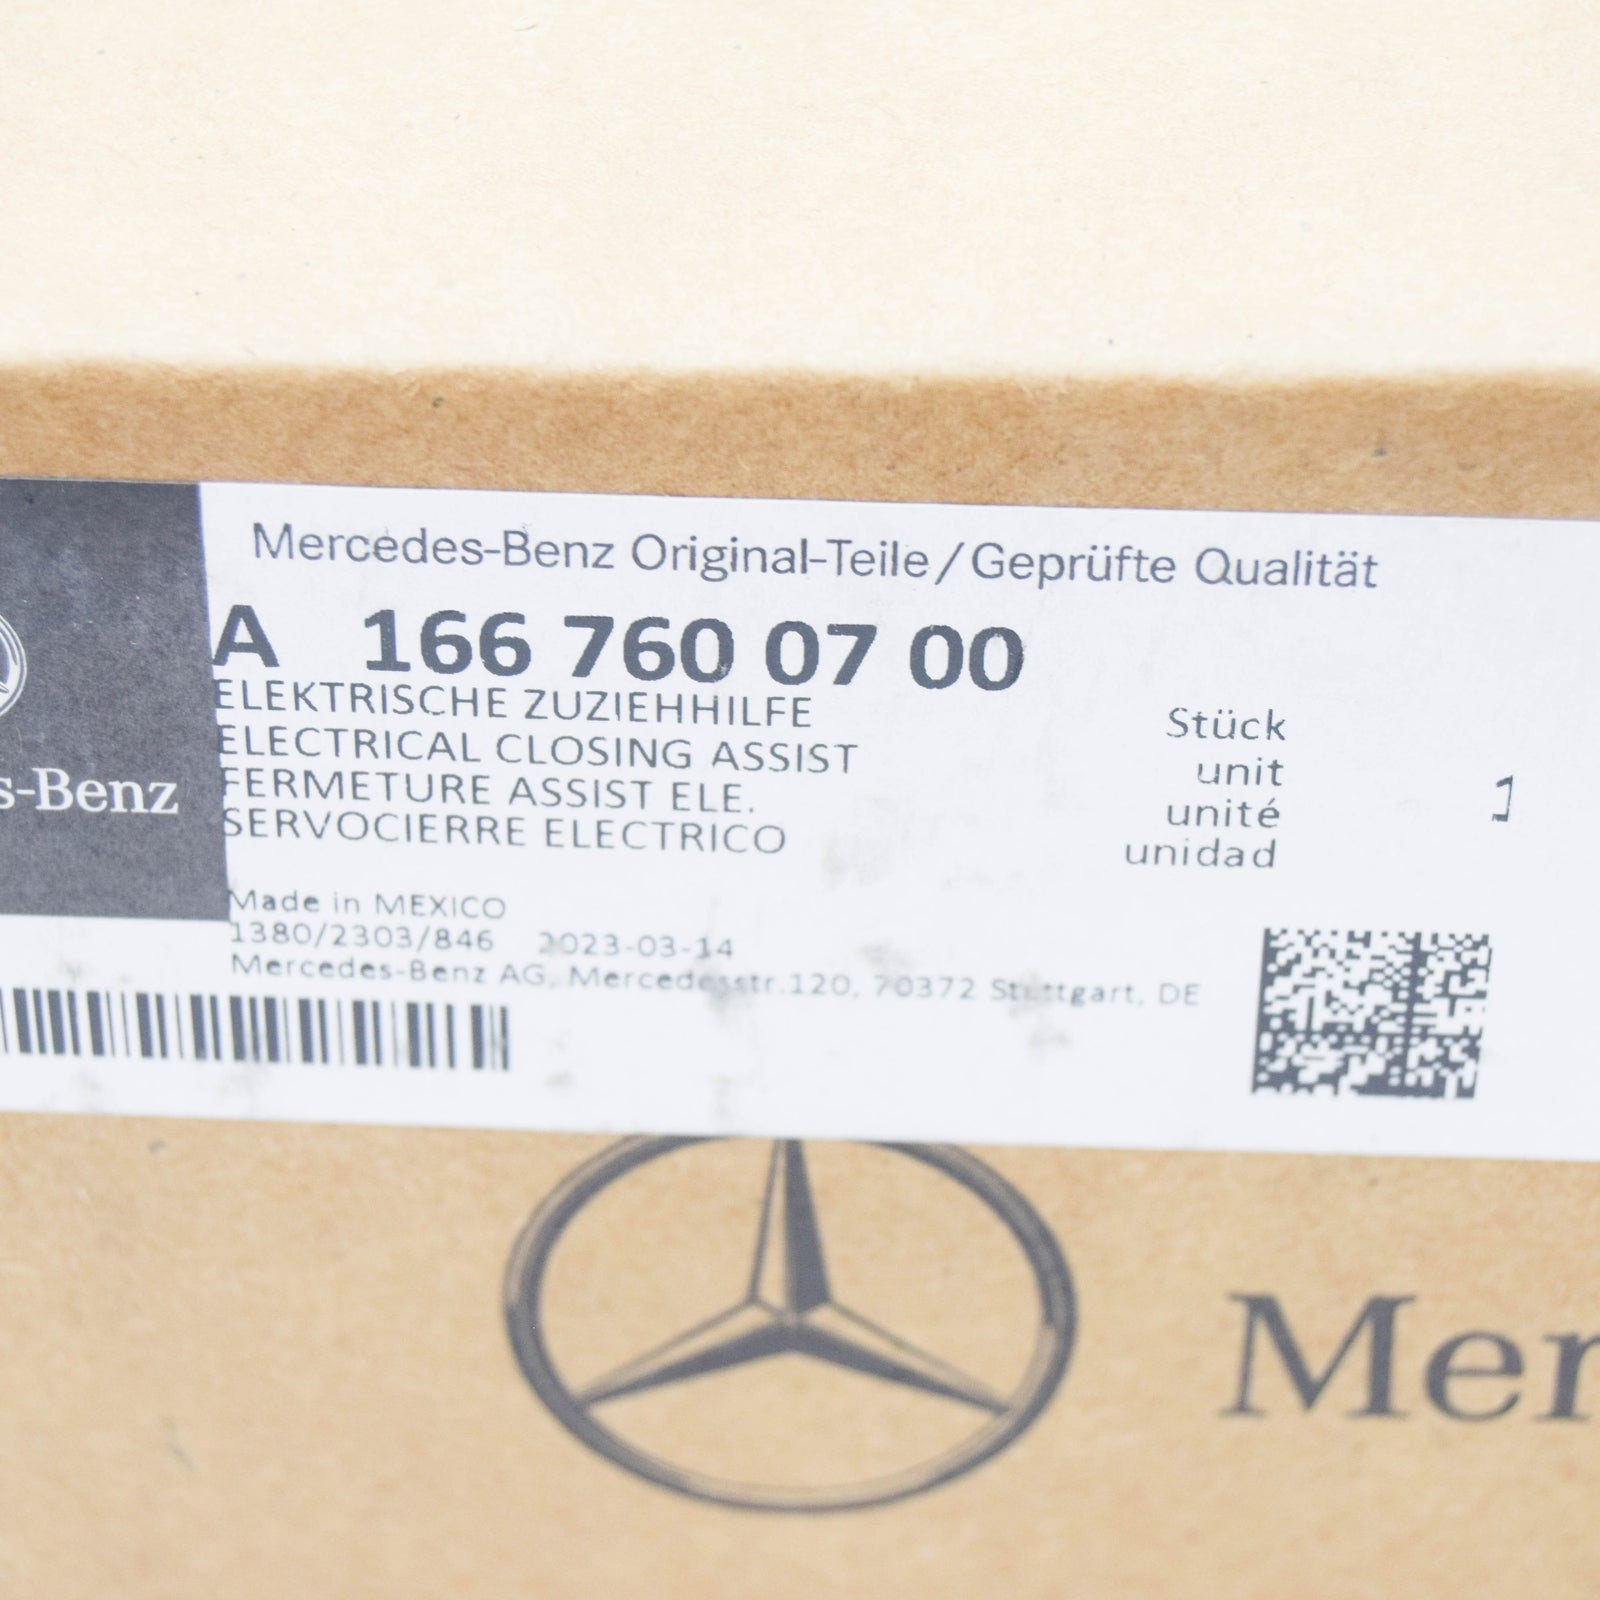 Mercedes-Benz Original-Teile/Geprüfte Qualität
A 166 760 07 00
ELEKTRISCHE ZUZIEHHILFE
ELECTRICAL CLOSING ASSIST
FERMETURE ASSIST ELE.
SERVOCIERRE ELECTRICO
Stück
unit
unité
unidad
1
s-Benz
Made in MEXICO
1380/2303/846 2023-03-14
Mercedes-Benz AG, Mercedesstr.120, 70372 Stuttgart, DE
Mer